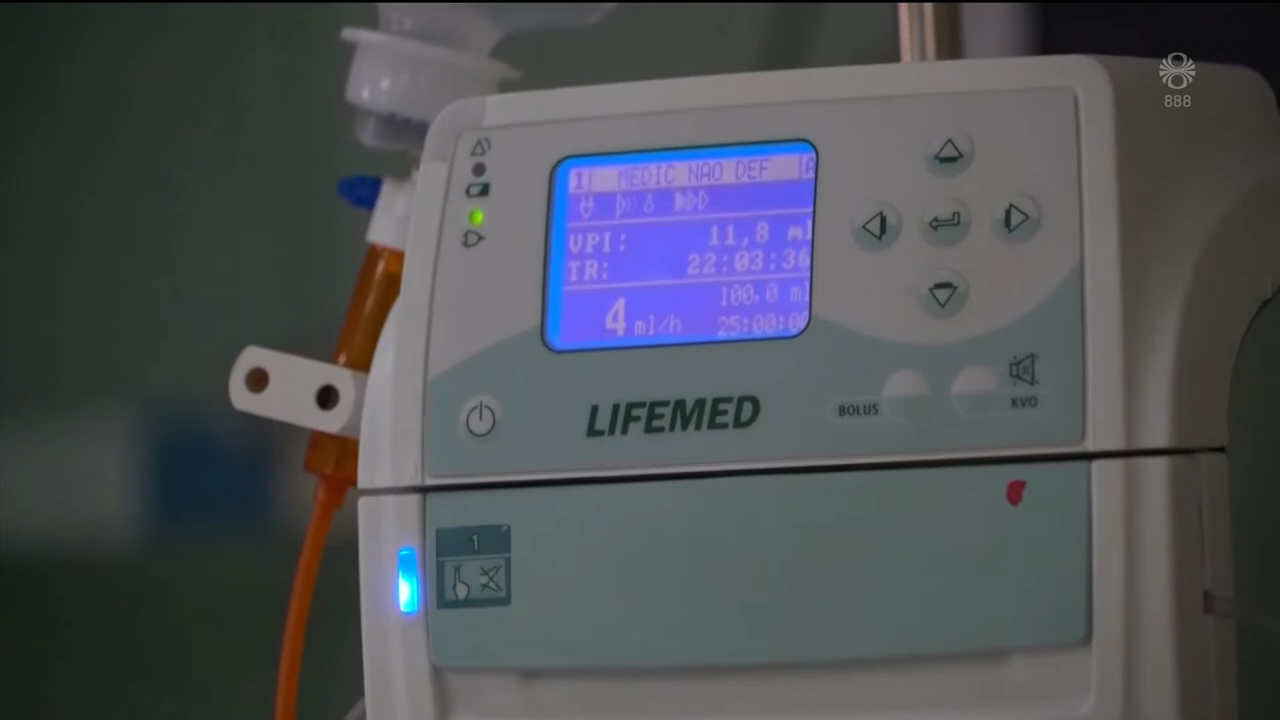 888
1 MEDIC NAO DEF
VPI: 11,8 ml
TR: 22:03:36
100,0 ml
4 ml/h 25:00:00
BOLUS
KVO
LIFEMED
1